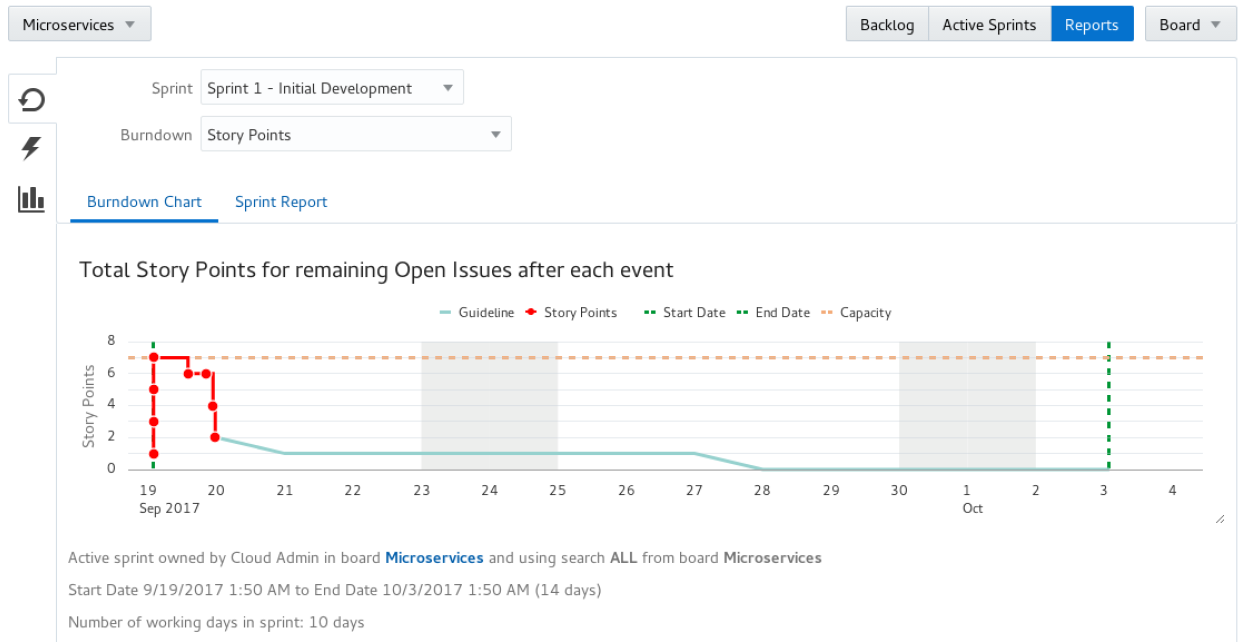 Microservices
Backlog Active Sprints Reports Board
Sprint Sprint 1 - Initial Development
Burndown Story Points
Burndown Chart Sprint Report
Total Story Points for remaining Open Issues after each event
Guideline Story Points Start Date End Date Capacity
Story Points
8
6
4
2
0
19 20 21 22 23 24 25 26 27 28 29 30 1 2 3 4
Sep 2017 Oct
Active sprint owned by Cloud Admin in board Microservices and using search ALL from board Microservices
Start Date 9/19/2017 1:50 AM to End Date 10/3/2017 1:50 AM (14 days)
Number of working days in sprint: 10 days